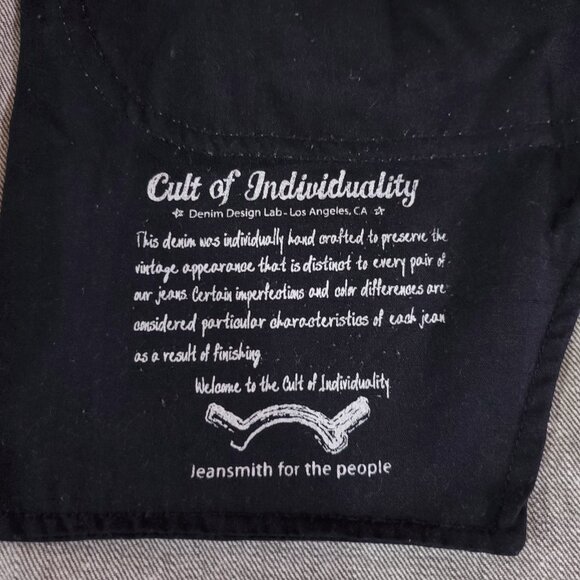 Cult of Individuality
Denim Design Lab - Los Angeles, CA
This denim was individually hand crafted to preserve the
vintage appearance that is distinct to every pair of
our jeans. Certain imperfections and color differences are
considered particular characteristics of each jean
as a result of finishing.
Welcome to the Cult of Individuality
Jeansmith for the people